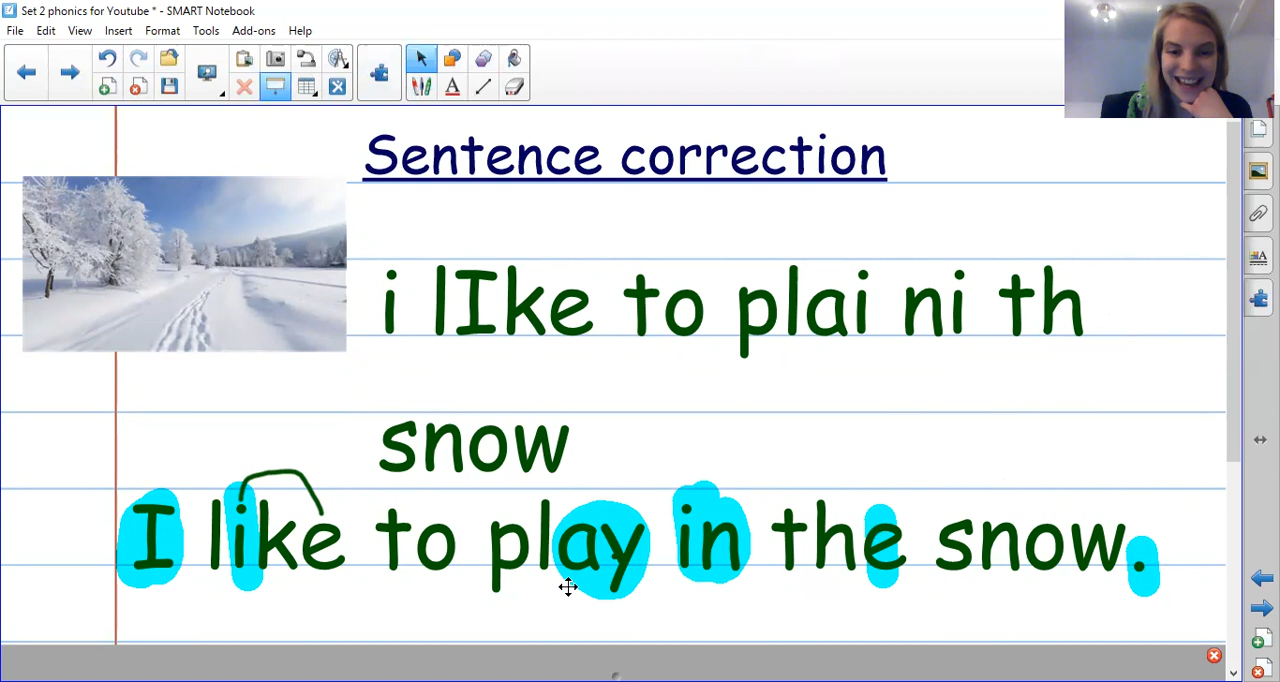 Set 2 phonics for Youtube * - SMART Notebook
File Edit View Insert Format Tools Add-ons Help
Sentence correction
i lIke to plai ni th
snow
I like to play in the snow.